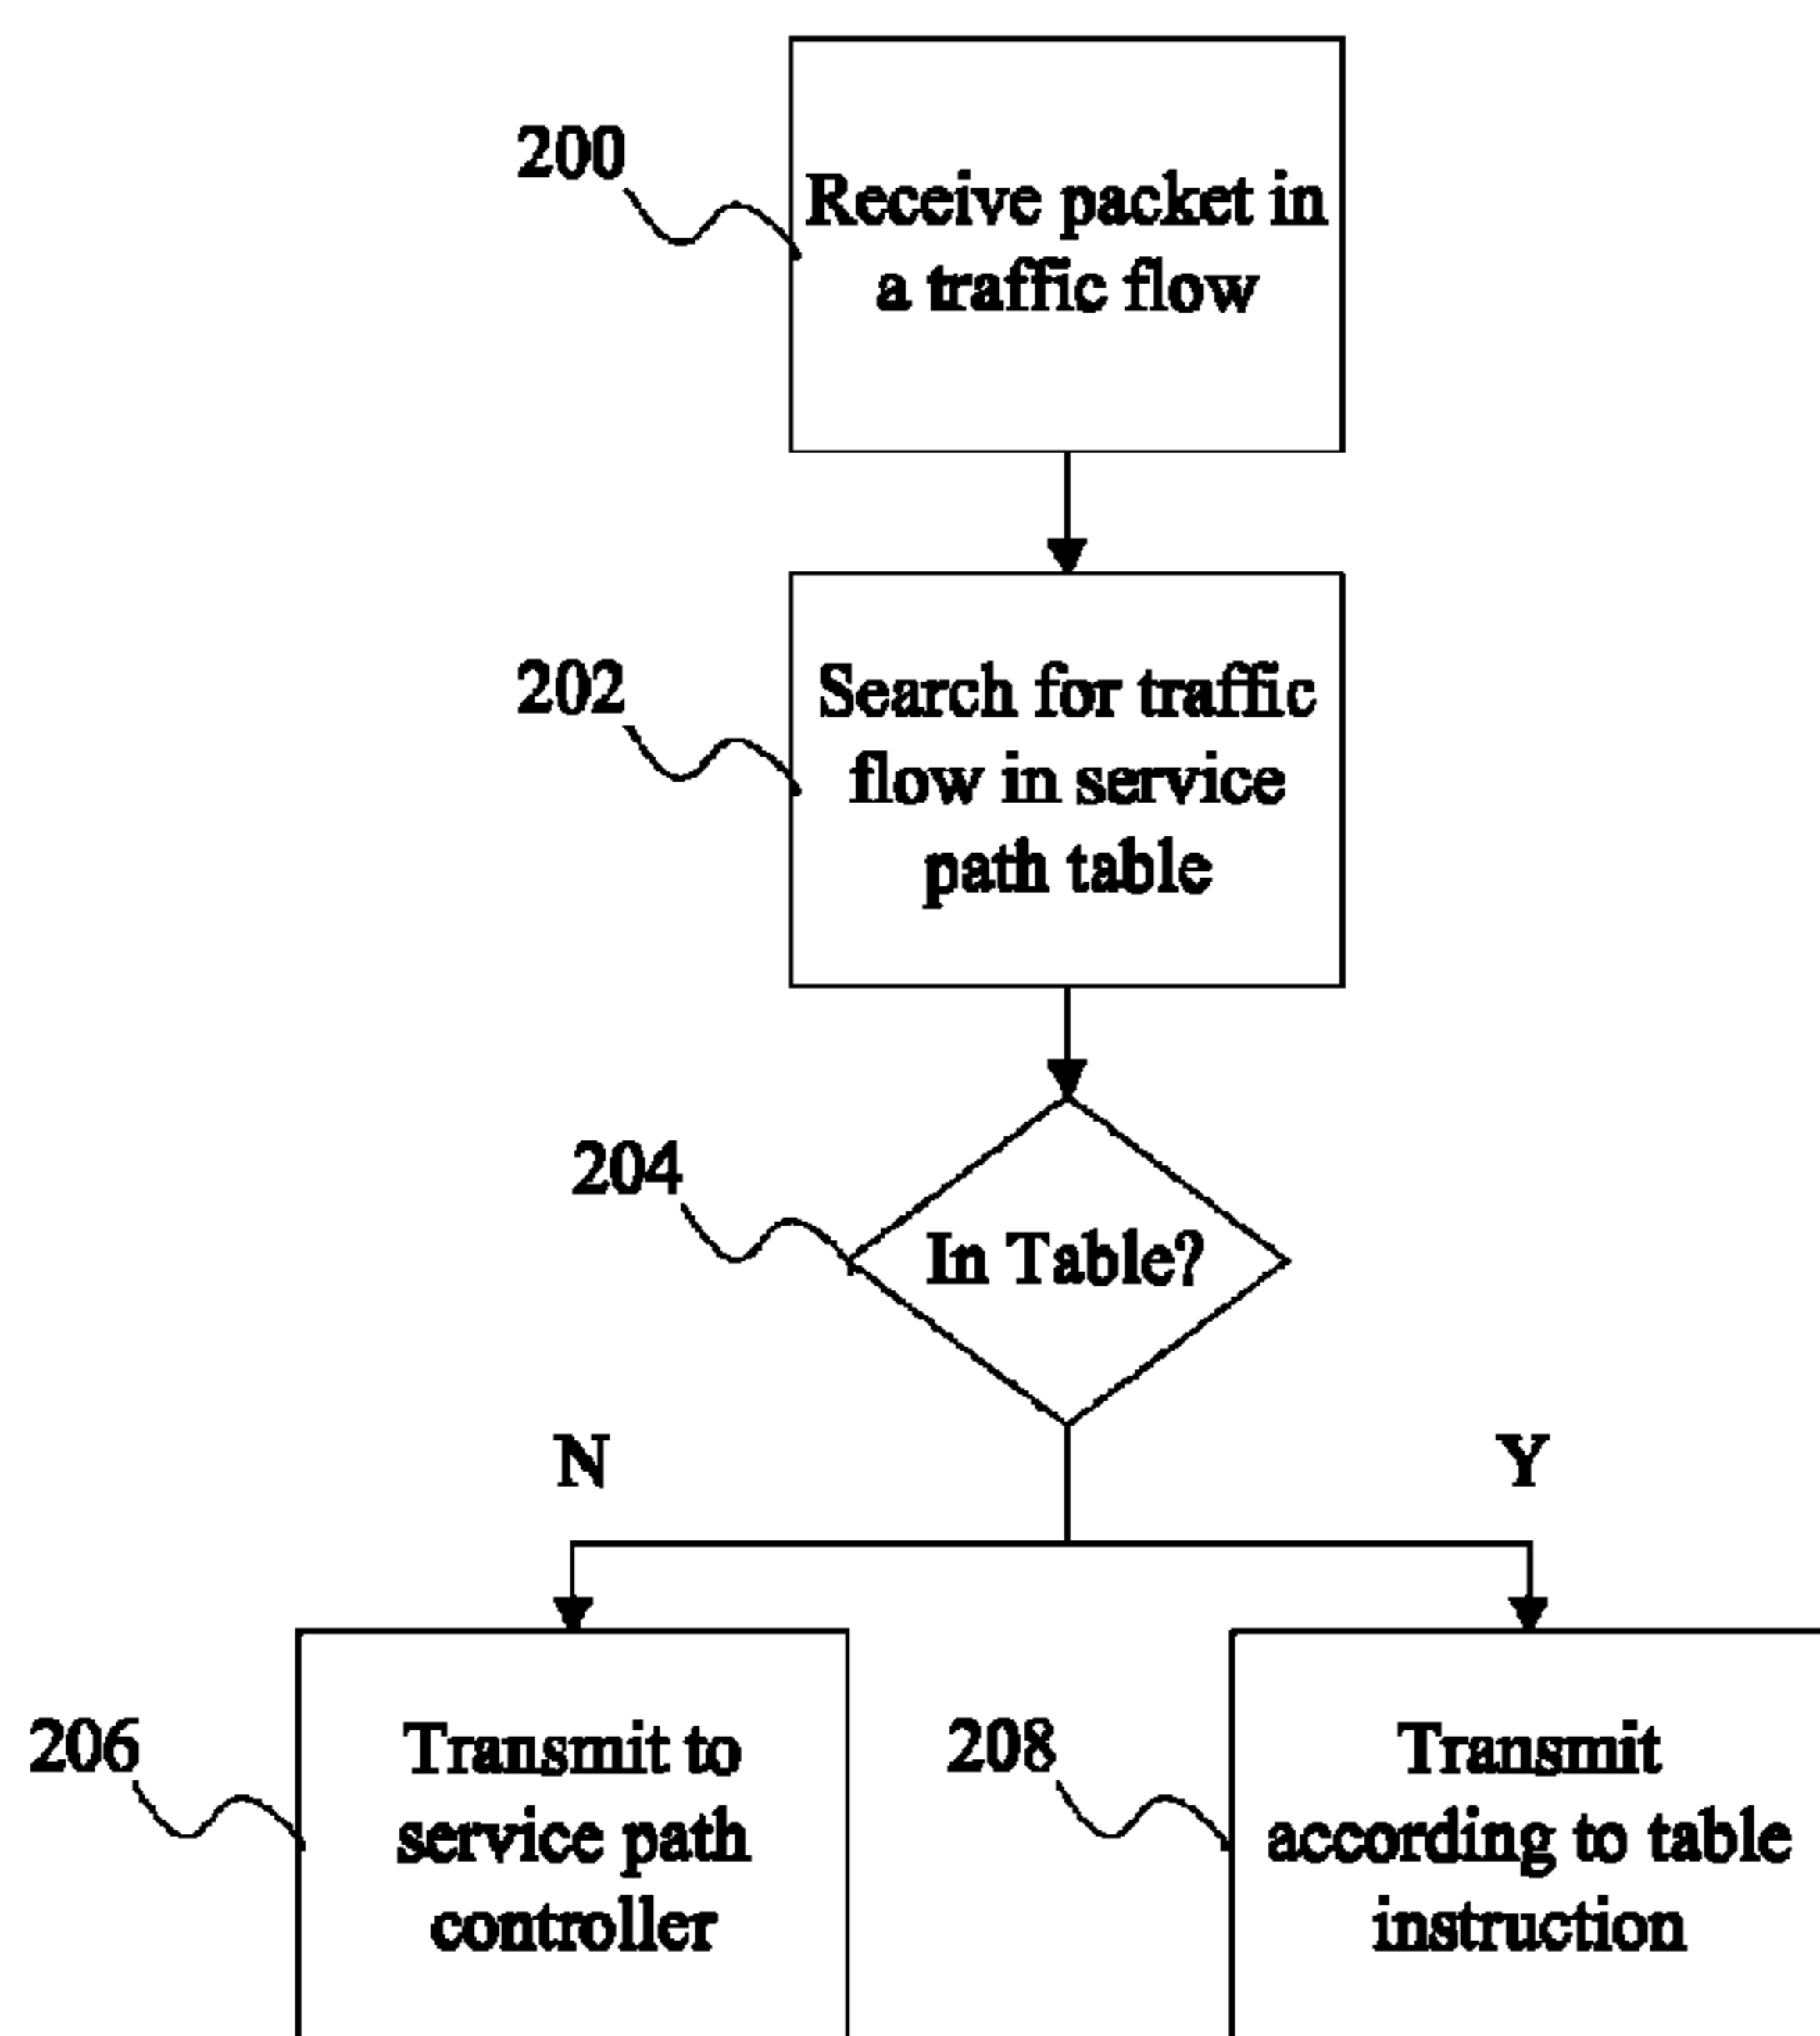 200
Receive packet in
a traffic flow
202
Search for traffic
flow in service
path table
204
In Table?
N
Y
206
Transmit to
service path
controller
208
Transmit
according to table
instruction